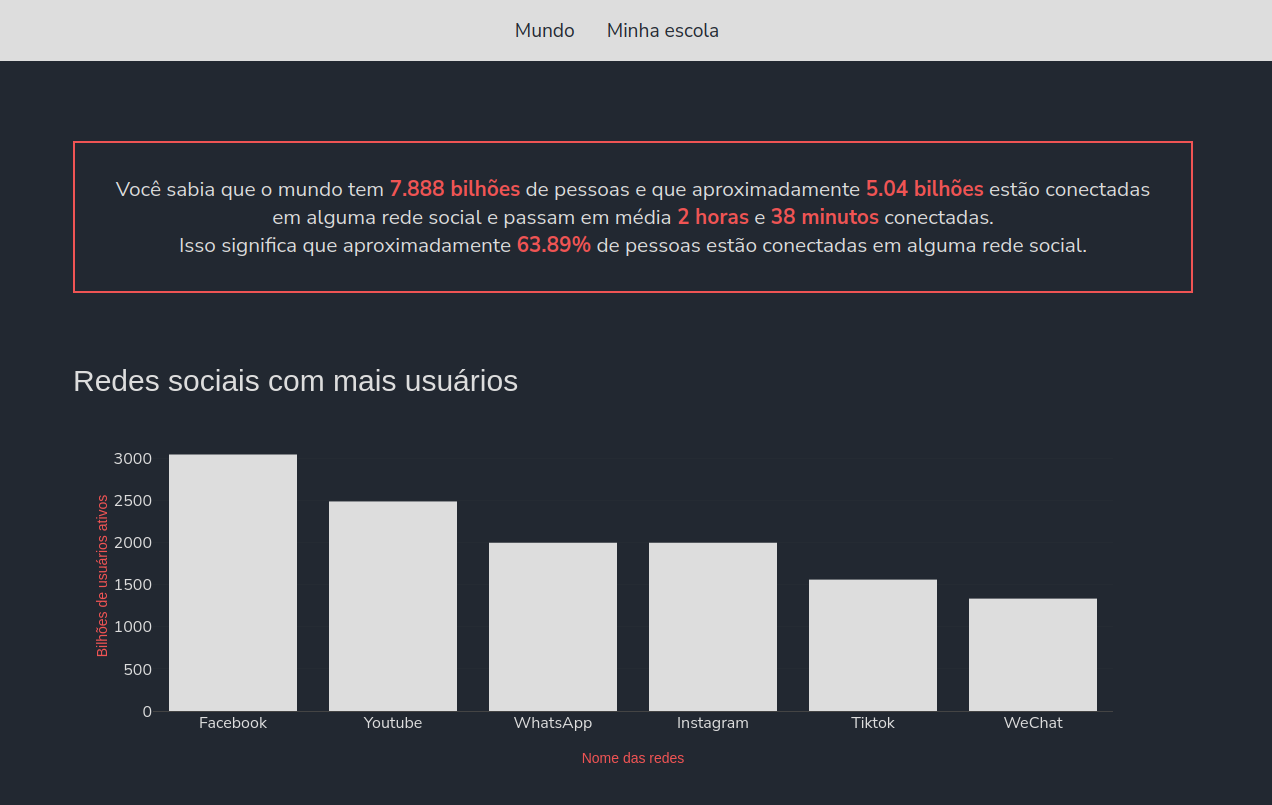 Mundo Minha escola
Você sabia que o mundo tem 7.888 bilhões de pessoas e que aproximadamente 5.04 bilhões estão conectadas
em alguma rede social e passam em média 2 horas e 38 minutos conectadas.
Isso significa que aproximadamente 63.89% de pessoas estão conectadas em alguma rede social.
Redes sociais com mais usuários
3000
2500
2000
1500
1000
500
0
Bilhões de usuários ativos
Facebook Youtube WhatsApp Instagram Tiktok WeChat
Nome das redes